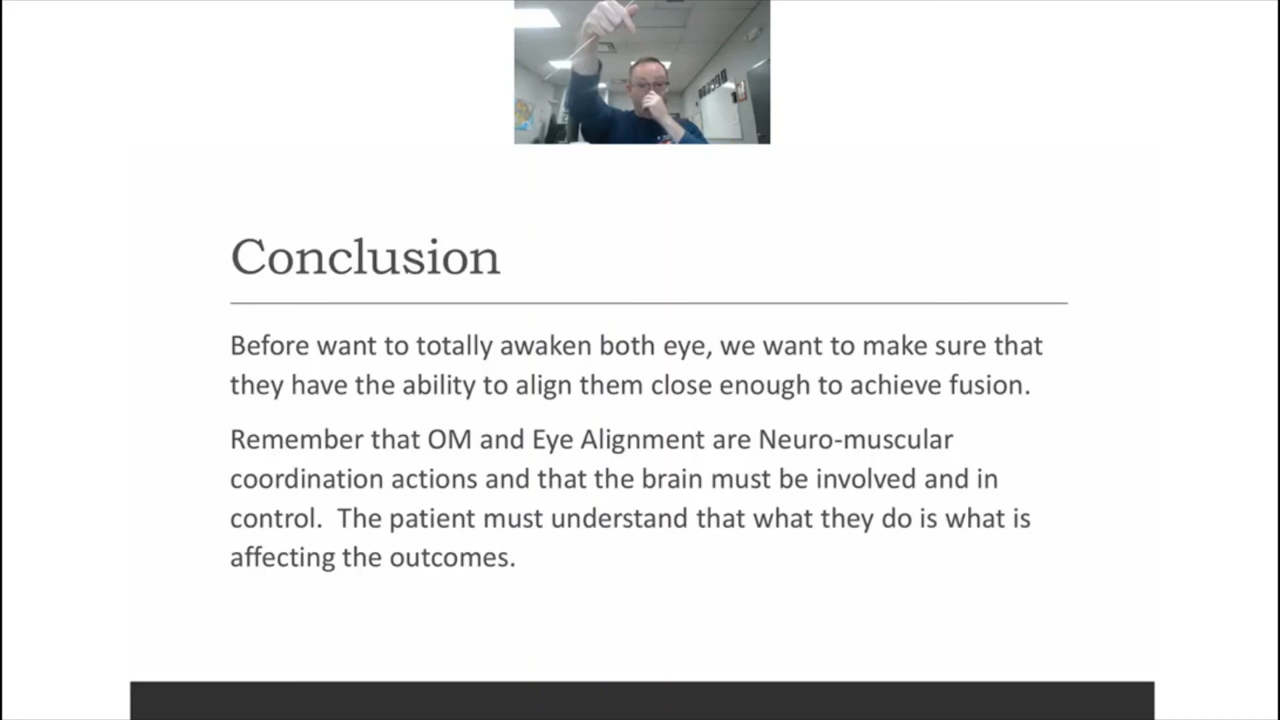 Conclusion
Before want to totally awaken both eye, we want to make sure that
they have the ability to align them close enough to achieve fusion.
Remember that OM and Eye Alignment are Neuro-muscular
coordination actions and that the brain must be involved and in
control.  The patient must understand that what they do is what is
affecting the outcomes.